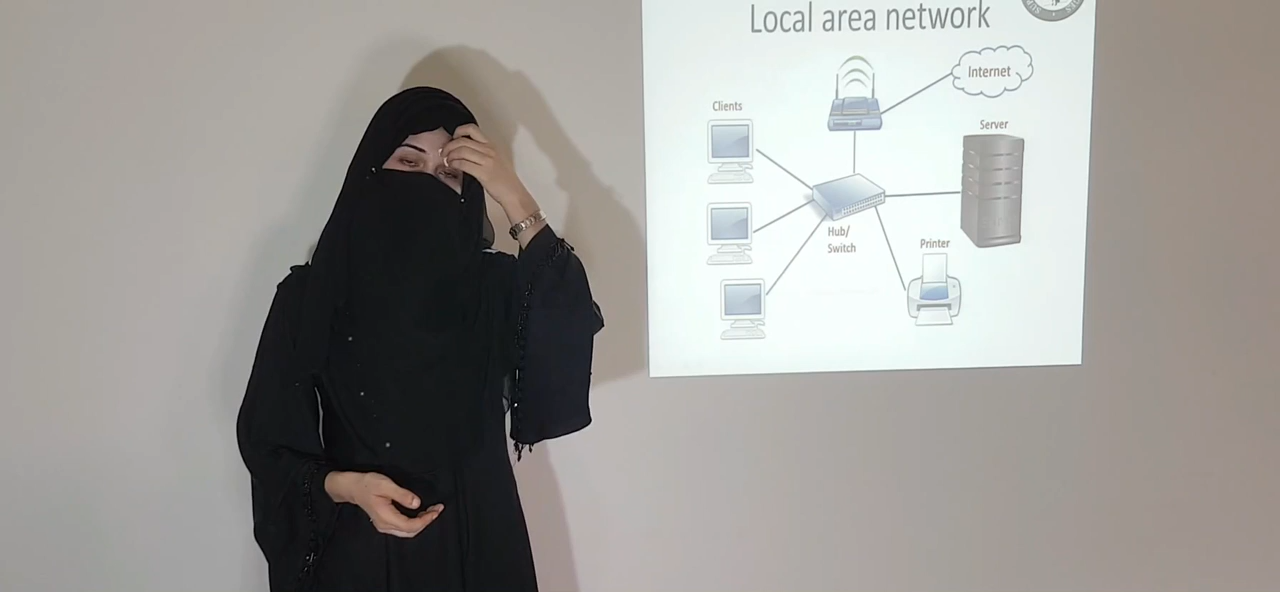 Local area network
Internet
Clients
Server
Hub/
Switch
Printer